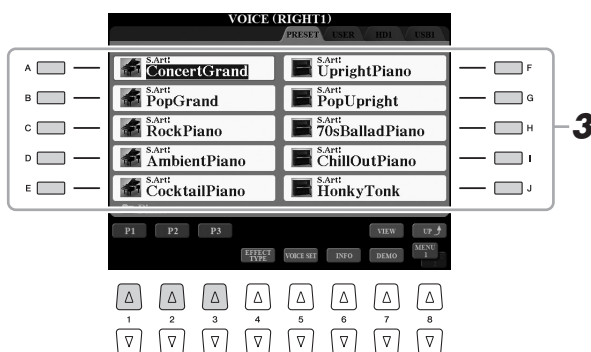 VOICE (RIGHT1)
PRESET USER HD1 USB1
A S.Art! ConcertGrand S.Art! UprightPiano F
B S.Art! PopGrand S.Art! PopUpright G
C S.Art! RockPiano S.Art! 70sBalladPiano H
D S.Art! AmbientPiano S.Art! ChillOutPiano I
E S.Art! CocktailPiano S.Art! HonkyTonk J
3
P1 P2 P3 VIEW UP
EFFECT TYPE VOICE SET INFO DEMO MENU 1
1 2 3 4 5 6 7 8